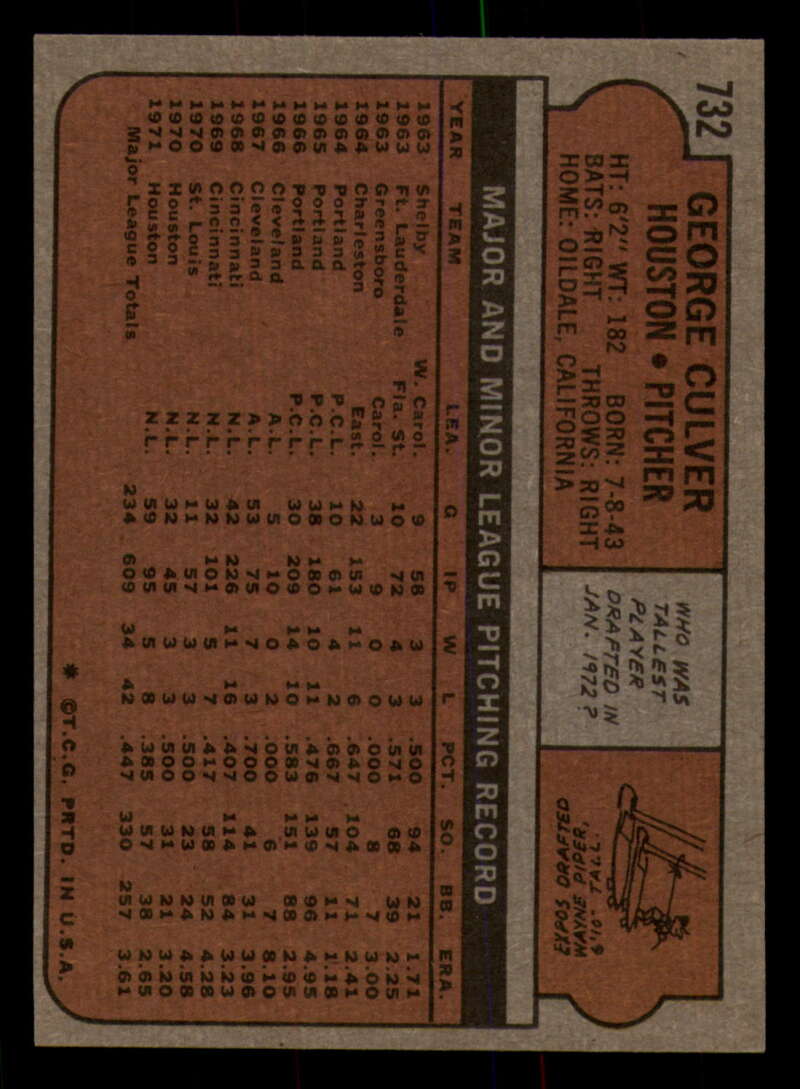 732
GEORGE CULVER
HOUSTON • PITCHER
HT: 6'2" WT: 182 BORN: 7-8-43
BATS: RIGHT THROWS: RIGHT
HOME: OILDALE, CALIFORNIA
WHO WAS
TALLEST
PLAYER
DRAFTED IN
JAN. 1972?
EXPOS DRAFTED
WAYNE PIPER,
6'10" TALL.
MAJOR AND MINOR LEAGUE PITCHING RECORD
YEAR TEAM LEA. G IP W L PCT. SO. BB. ERA.
1963 Shelby W. Carol. 9 58 3 3 .500 94 21 1.71
1963 Ft. Lauderdale Fla. St. 10 72 4 3 .571 68 39 2.25
1963 Greensboro Carol. 3 9 0 0 .000 8 7 3.00
1964 Charleston East. 22 153 11 6 .647 104 71 2.41
1964 Portland P.C.L. 10 61 4 2 .667 57 11 1.18
1965 Portland P.C.L. 38 180 10 11 .476 139 96 4.95
1966 Portland P.C.L. 30 209 14 10 .583 151 88 2.95
1966 Cleveland A.L. 5 10 0 2 .000 6 7 8.10
1967 Cleveland A.L. 53 75 7 3 .700 41 31 3.96
1968 Cincinnati N.L. 42 226 11 16 .407 114 84 3.23
1969 Cincinnati N.L. 32 101 5 7 .417 58 52 4.28
1970 St. Louis N.L. 11 57 3 3 .500 23 24 4.58
1970 Houston N.L. 32 45 3 3 .500 31 21 3.20
1971 Houston N.L. 59 95 5 8 .385 57 38 2.65
Major League Totals 234 609 34 42 .447 330 257 3.61
* ©T.C.G. PRTD. IN U.S.A.